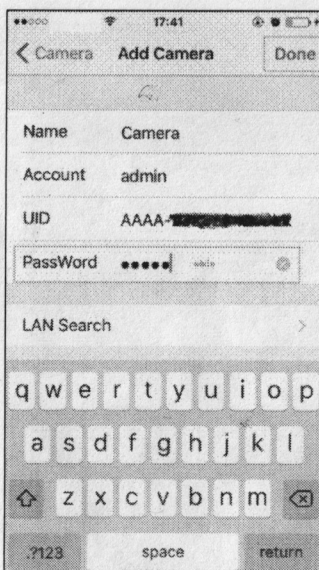 17:41
Camera Add Camera Done
Name Camera
Account admin
UID AAAA-
PassWord •••••
LAN Search
q w e r t y u i o p
a s d f g h j k l
z x c v b n m
.?123 space return